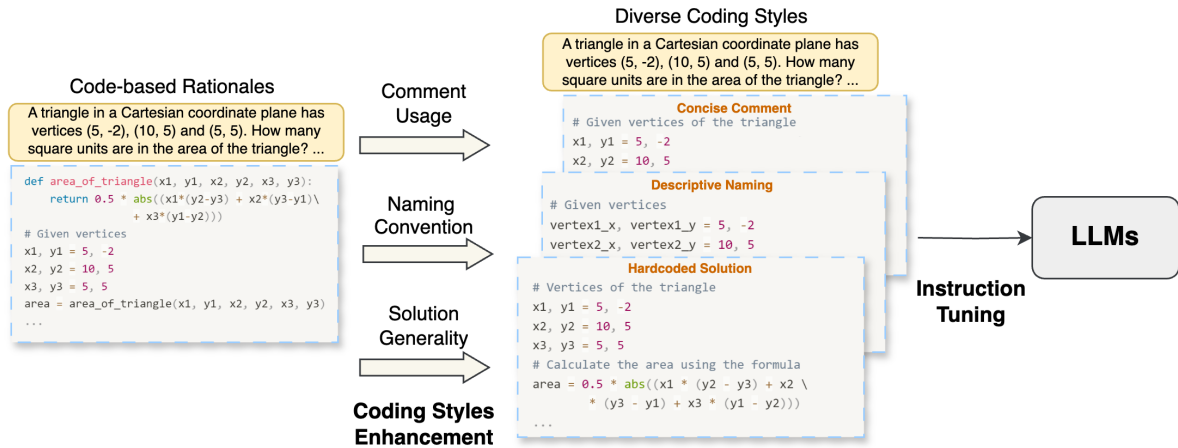 Code-based Rationales
A triangle in a Cartesian coordinate plane has
vertices (5, -2), (10, 5) and (5, 5). How many
square units are in the area of the triangle? ...
def area_of_triangle(x1, y1, x2, y2, x3, y3):
return 0.5 * abs((x1*(y2-y3) + x2*(y3-y1)\
+ x3*(y1-y2)))
# Given vertices
x1, y1 = 5, -2
x2, y2 = 10, 5
x3, y3 = 5, 5
area = area_of_triangle(x1, y1, x2, y2, x3, y3)
...
Comment
Usage
Naming
Convention
Solution
Generality
Coding Styles
Enhancement
Diverse Coding Styles
A triangle in a Cartesian coordinate plane has
vertices (5, -2), (10, 5) and (5, 5). How many
square units are in the area of the triangle? ...
Concise Comment
# Given vertices of the triangle
x1, y1 = 5, -2
x2, y2 = 10, 5
Descriptive Naming
# Given vertices
vertex1_x, vertex1_y = 5, -2
vertex2_x, vertex2_y = 10, 5
Hardcoded Solution
# Vertices of the triangle
x1, y1 = 5, -2
x2, y2 = 10, 5
x3, y3 = 5, 5
# Calculate the area using the formula
area = 0.5 * abs((x1 * (y2 - y3) + x2 \
* (y3 - y1) + x3 * (y1 - y2)))
...
Instruction
Tuning
LLMs